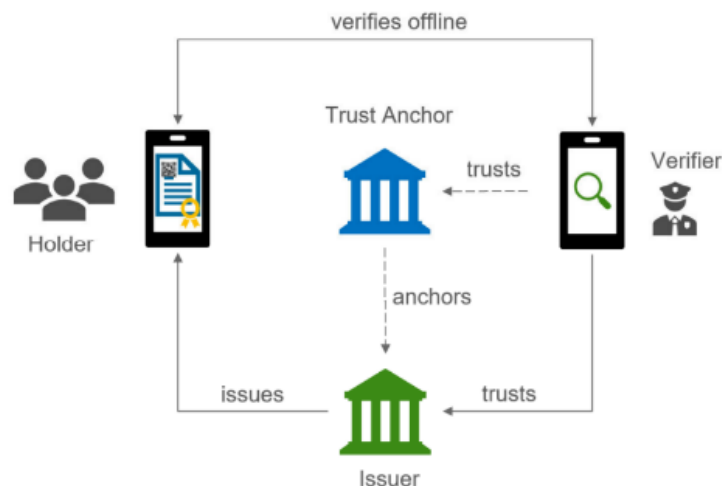 verifies offline
Trust Anchor
trusts
Verifier
Holder
anchors
issues
trusts
Issuer